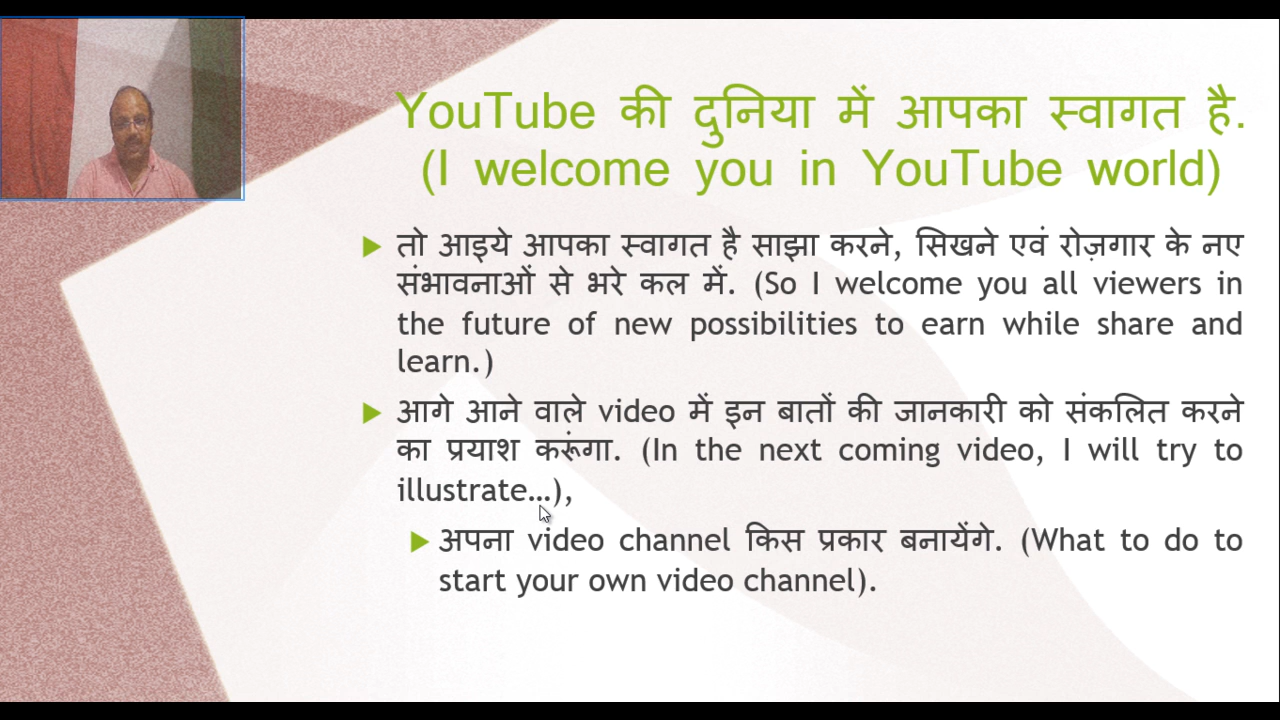 YouTube की दुनिया में आपका स्वागत है.
(I welcome you in YouTube world)
तो आइये आपका स्वागत है साझा करने, सिखने एवं रोज़गार के नए
संभावनाओं से भरे कल में. (So I welcome you all viewers in
the future of new possibilities to earn while share and
learn.)
आगे आने वाले video में इन बातों की जानकारी को संकलित करने
का प्रयाश करूंगा. (In the next coming video, I will try to
illustrate…),
अपना video channel किस प्रकार बनायेंगे. (What to do to
start your own video channel).